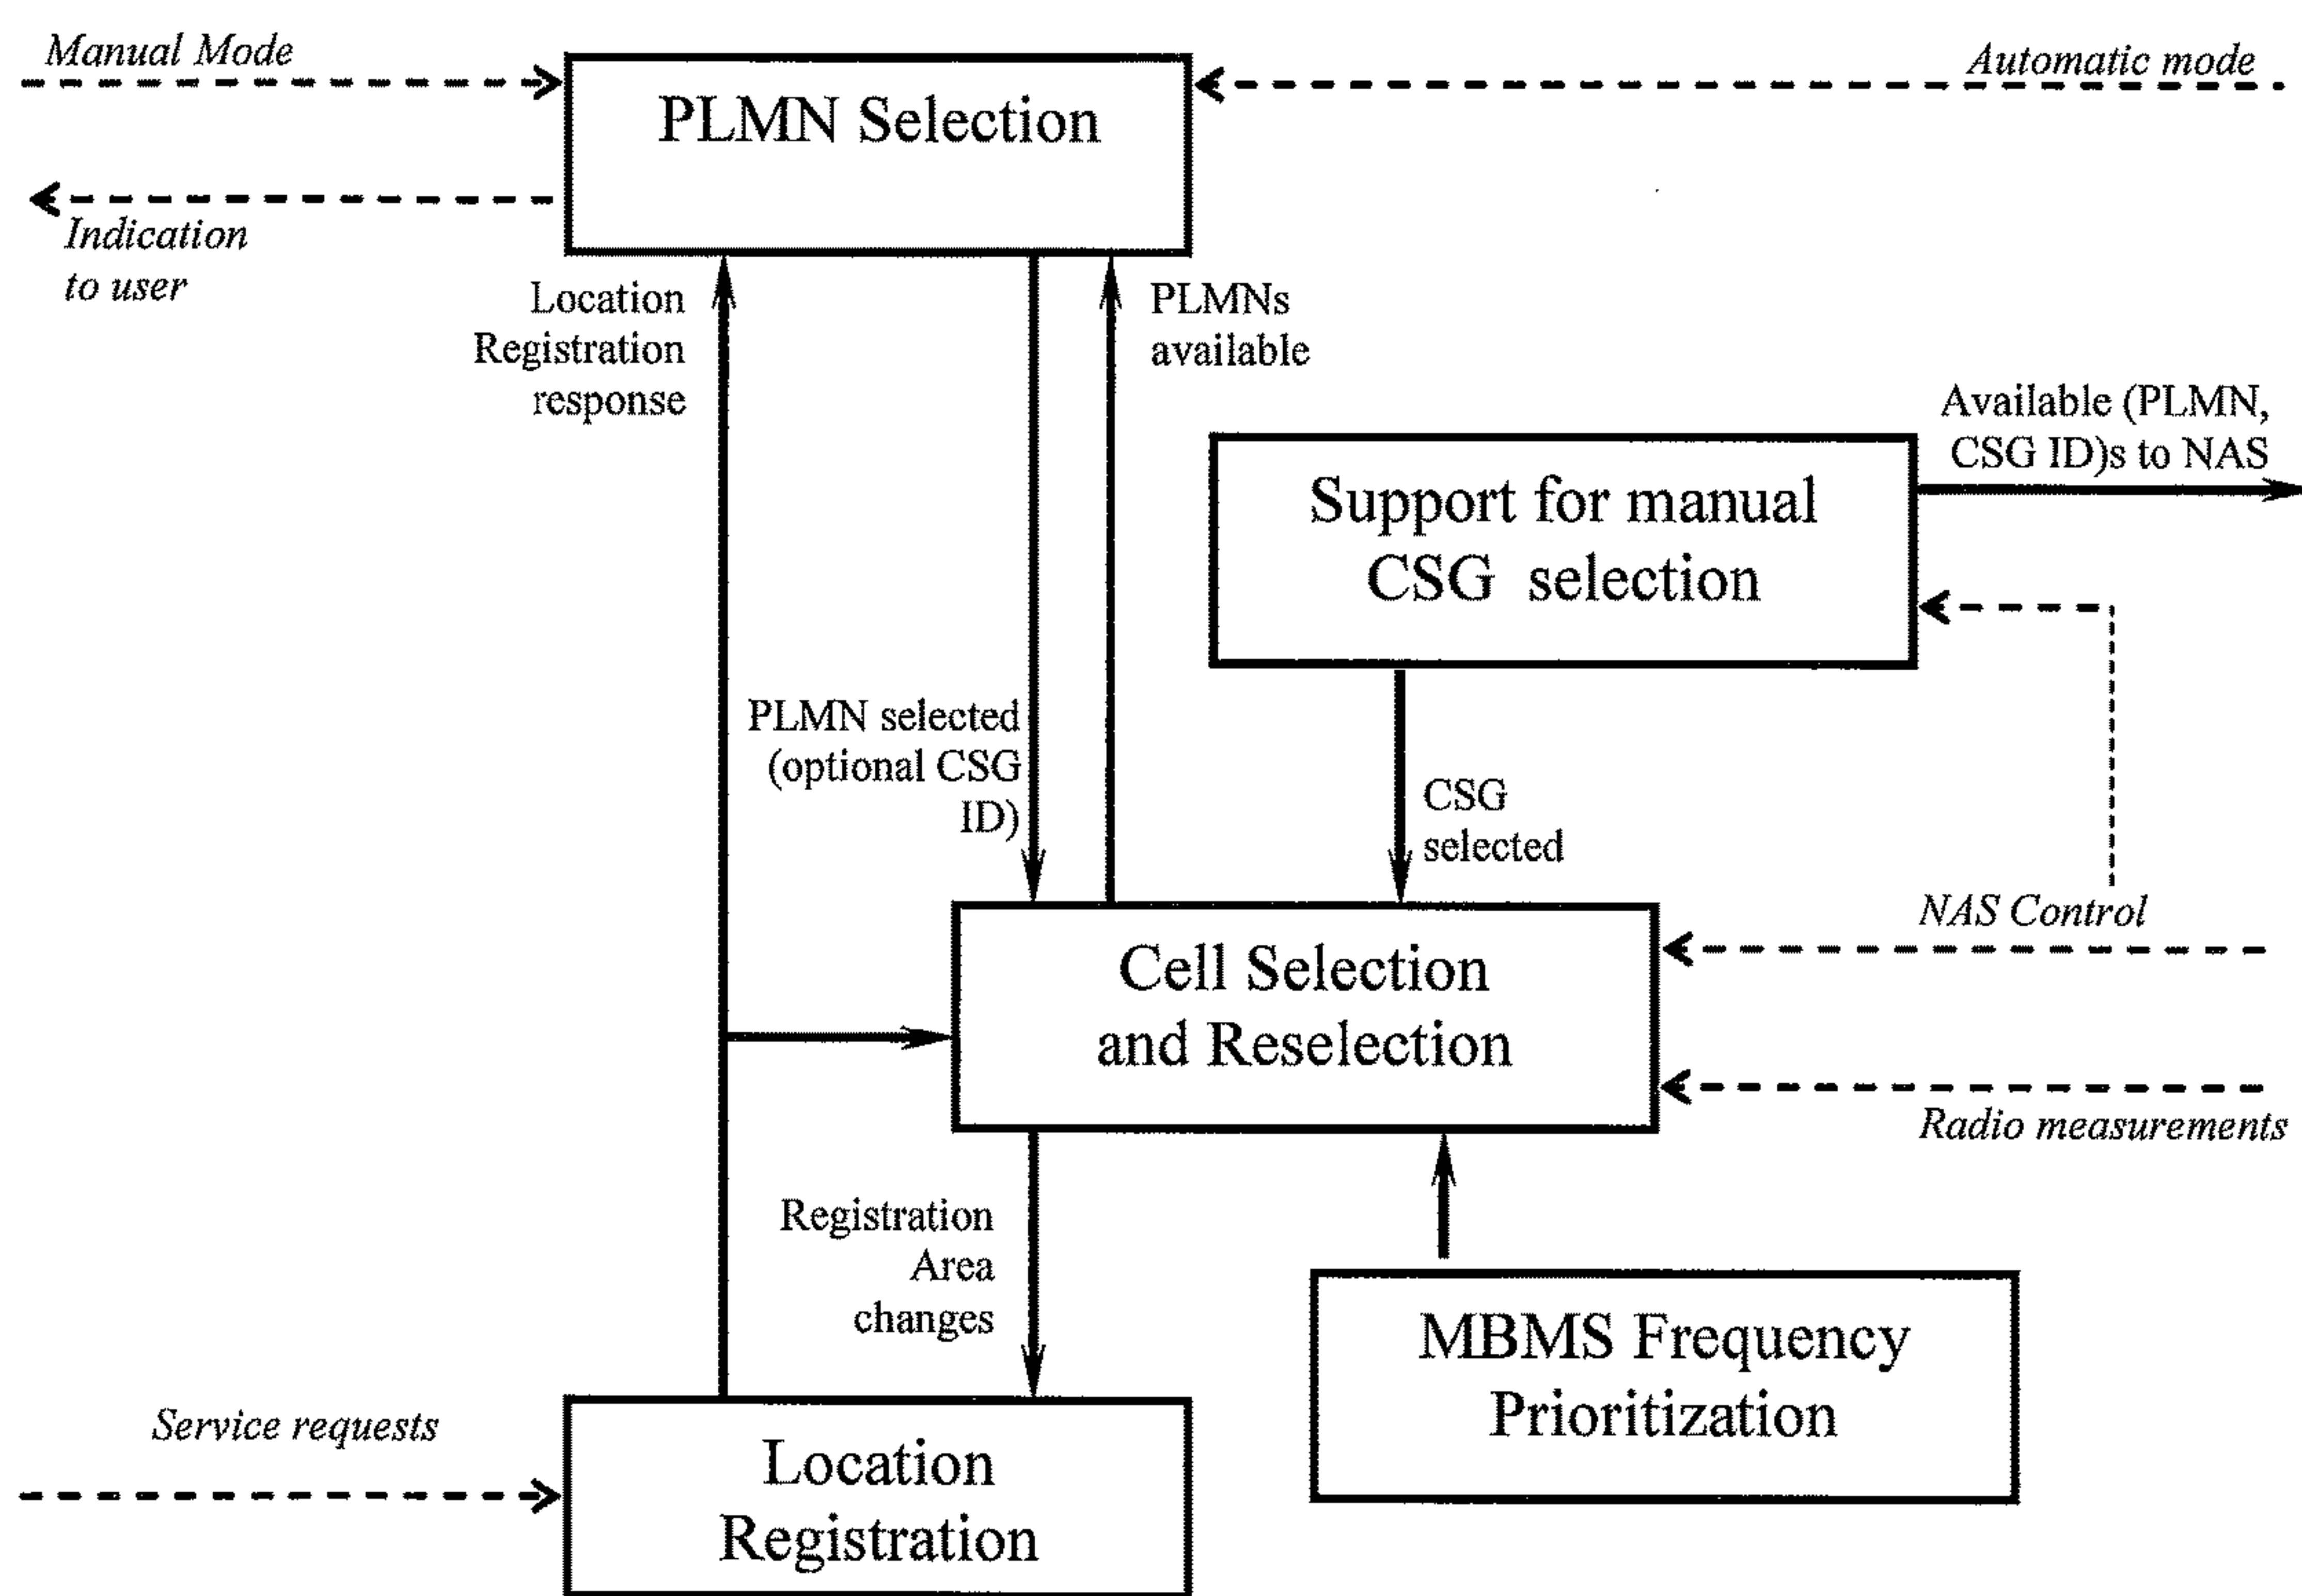 Manual Mode
Automatic mode
PLMN Selection
Indication
to user
Location
Registration
response
PLMNs
available
Available (PLMN,
CSG ID)s to NAS
Support for manual
CSG selection
PLMN selected
(optional CSG
ID)
CSG
selected
NAS Control
Cell Selection
and Reselection
Radio measurements
Registration
Area
changes
MBMS Frequency
Prioritization
Service requests
Location
Registration